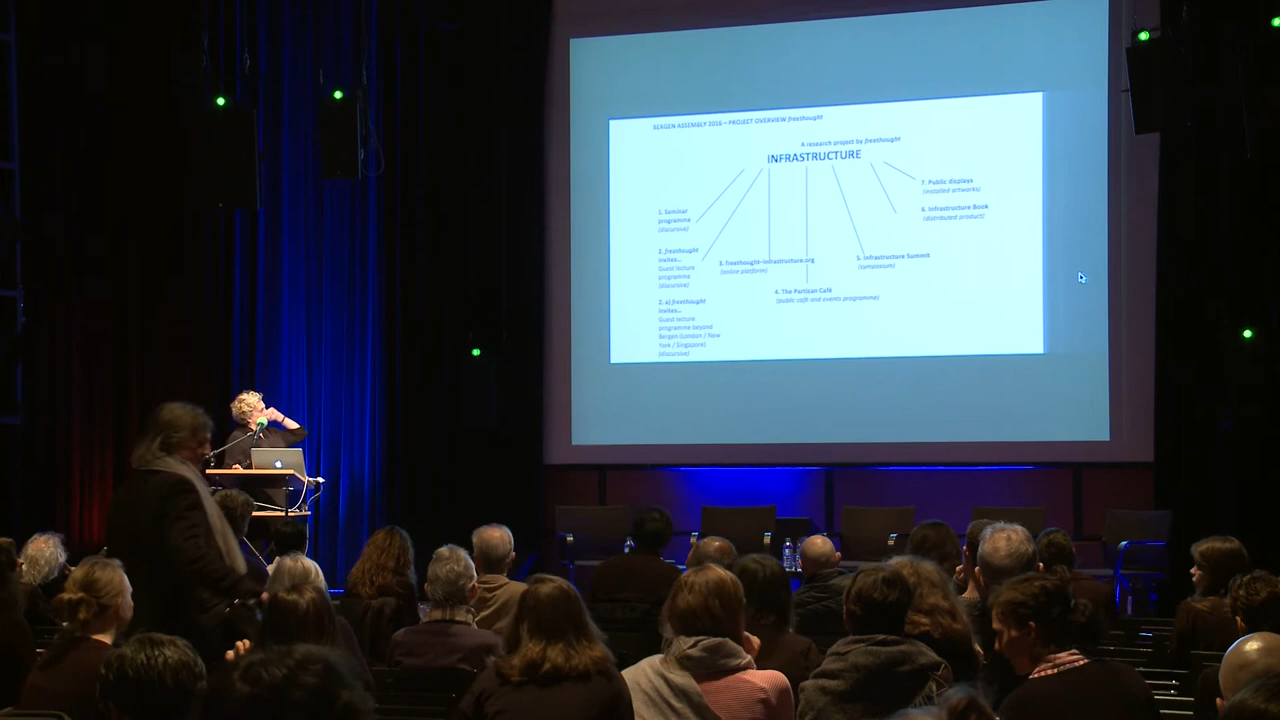 BERGEN ASSEMBLY 2016 – PROJECT OVERVIEW freethought
A research project by freethought
INFRASTRUCTURE
1. Seminar
programme
(discursive)
2. freethought
invites...
Guest lecture
programme
(discursive)
2. a) freethought
invites...
Guest lecture
programme beyond
Bergen (London / New
York / Singapore)
(discursive)
3. freethought-infrastructure.org
(online platform)
4. The Partisan Café
(public café and events programme)
5. Infrastructure Summit
(symposium)
6. Infrastructure Book
(distributed product)
7. Public displays
(installed artworks)